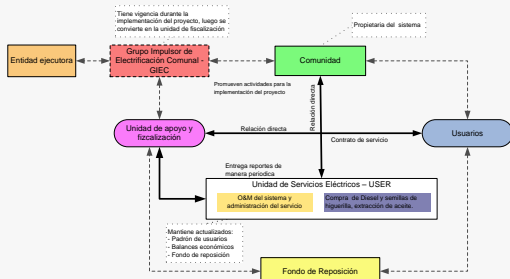 Tiene vigencia durante la
implementación del proyecto, luego se
convierte en la unidad de fiscalización
Propietaria del sistema
Entidad ejecutora
Grupo Impulsor de
Electrificación Comunal -
GIEC
Comunidad
Promueven actividades para la
implementación del proyecto
Relación directa
Unidad de apoyo y
fizcalización
Relación directa
Contrato de servicio
Usuarios
Entrega reportes de
manera periodica
Unidad de Servicios Eléctricos – USER
O&M del sistema y
administración del servicio
Compra de Diesel y semillas de
higuerilla, extracción de aceite.
Mantiene actualizados:
- Padrón de usuarios
- Balances económicos
- Fondo de reposición
Fondo de Reposición